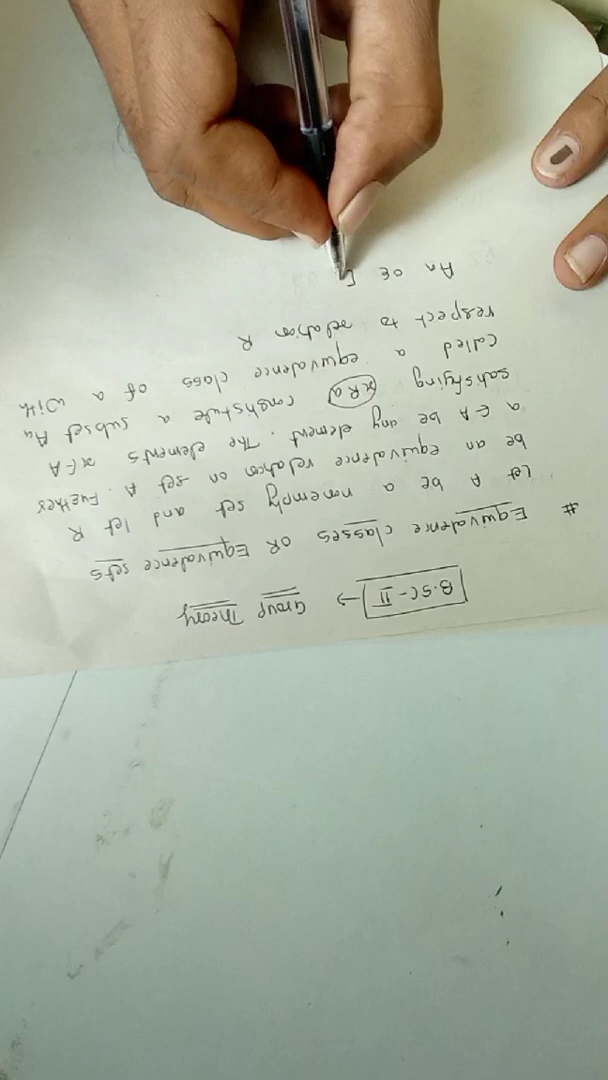 B.SC-II → Group Theory
# Equivalence classes OR Equivalence sets
Let A be a nonempty set and let R
be an equivalence relation on set A. Further
a ∈ A be any element. The elements x ∈ A
satisfying xRa constitute a subset Aa
called a equivalence class of a with
respect to relation R
Aa OR [